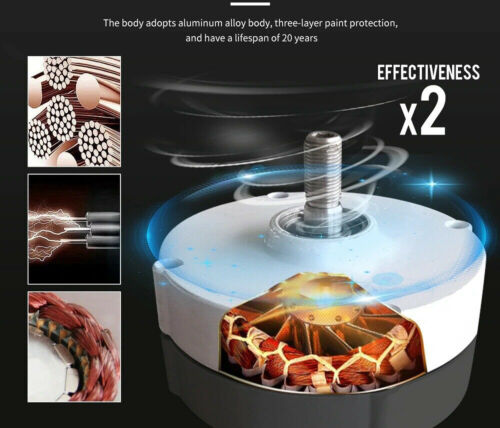 The body adopts aluminum alloy body, three-layer paint protection,
and have a lifespan of 20 years
EFFECTIVENESS
x2